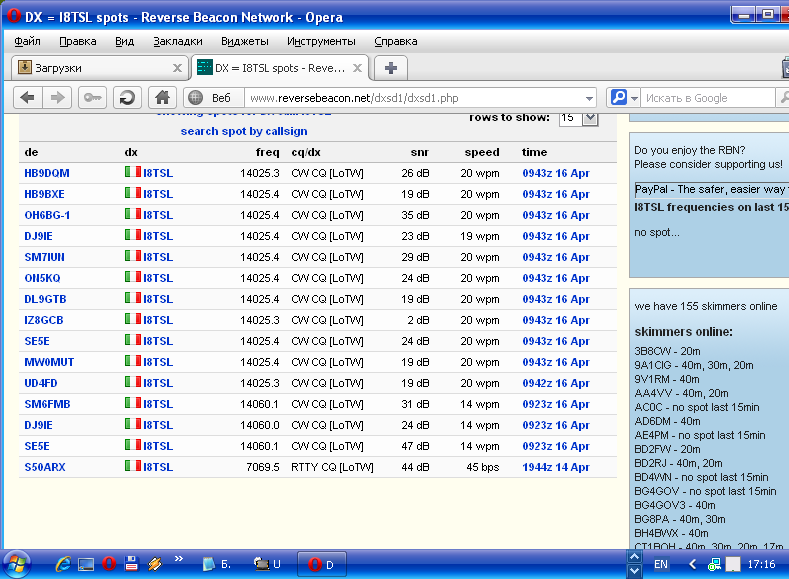 DX = I8TSL spots - Reverse Beacon Network - Opera
Файл Правка Вид Закладки Виджеты Инструменты Справка
Загрузки DX = I8TSL spots - Reve...
Веб www.reversebeacon.net/dxsd1/dxsd1.php Искать в Google
rows to show: 15
search spot by callsign
de dx freq cq/dx snr speed time
HB9DQM I8TSL 14025.3 CW CQ [LoTW] 26 dB 20 wpm 0943z 16 Apr
HB9BXE I8TSL 14025.4 CW CQ [LoTW] 19 dB 20 wpm 0943z 16 Apr
OH6BG-1 I8TSL 14025.4 CW CQ [LoTW] 35 dB 20 wpm 0943z 16 Apr
DJ9IE I8TSL 14025.4 CW CQ [LoTW] 23 dB 19 wpm 0943z 16 Apr
SM7IUN I8TSL 14025.4 CW CQ [LoTW] 29 dB 20 wpm 0943z 16 Apr
ON5KQ I8TSL 14025.4 CW CQ [LoTW] 24 dB 20 wpm 0943z 16 Apr
DL9GTB I8TSL 14025.4 CW CQ [LoTW] 19 dB 20 wpm 0943z 16 Apr
IZ8GCB I8TSL 14025.3 CW CQ [LoTW] 2 dB 20 wpm 0943z 16 Apr
SE5E I8TSL 14025.4 CW CQ [LoTW] 24 dB 20 wpm 0943z 16 Apr
MW0MUT I8TSL 14025.4 CW CQ [LoTW] 19 dB 20 wpm 0943z 16 Apr
UD4FD I8TSL 14025.3 CW CQ [LoTW] 19 dB 20 wpm 0942z 16 Apr
SM6FMB I8TSL 14060.1 CW CQ [LoTW] 31 dB 14 wpm 0923z 16 Apr
DJ9IE I8TSL 14060.0 CW CQ [LoTW] 24 dB 14 wpm 0923z 16 Apr
SE5E I8TSL 14060.1 CW CQ [LoTW] 47 dB 14 wpm 0923z 16 Apr
S50ARX I8TSL 7069.5 RTTY CQ [LoTW] 44 dB 45 bps 1944z 14 Apr
Do you enjoy the RBN?
Please consider supporting us!
PayPal - The safer, easier way
I8TSL frequencies on last 15
no spot...
we have 155 skimmers online
skimmers online:
3B8CW - 20m
9A1CIG - 40m, 30m, 20m
9V1RM - 40m
AA4VV - 40m, 20m
AC0C - no spot last 15min
AD6DM - 40m
AE4PM - no spot last 15min
BD2FW - 20m
BD2RJ - 40m, 20m
BD4WN - no spot last 15min
BG4GOV - no spot last 15min
BG4GOV3 - 40m
BG8PA - 40m, 30m
BH4BWX - 40m
CT1BOH - 40m, 30m, 20m, 17m
Б. U D EN 17:16